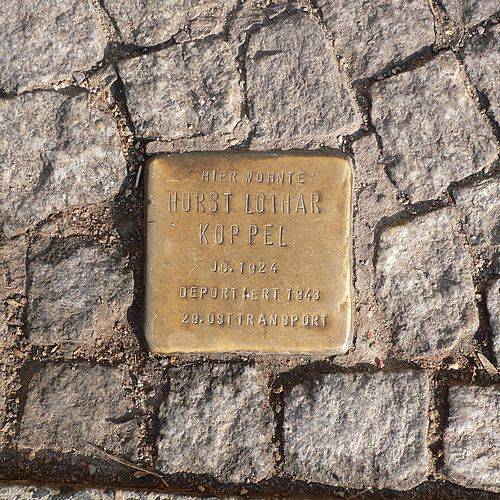 HIER WOHNTE
HORST LOTHAR
KOPPEL
JG. 1924
DEPORTIERT 1943
29. OSTTRANSPORT